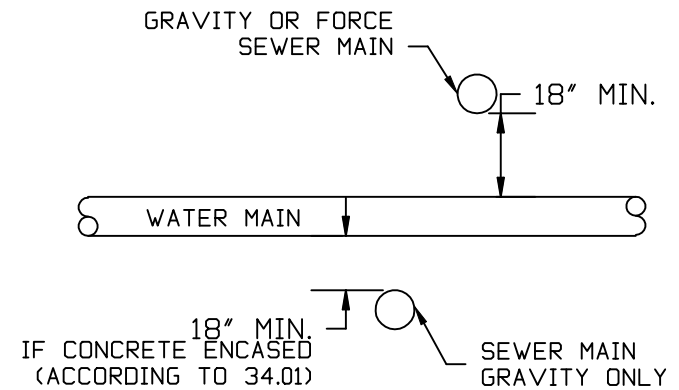 GRAVITY OR FORCE
SEWER MAIN
18" MIN.
WATER MAIN
18" MIN.
IF CONCRETE ENCASED
(ACCORDING TO 34.01)
SEWER MAIN
GRAVITY ONLY